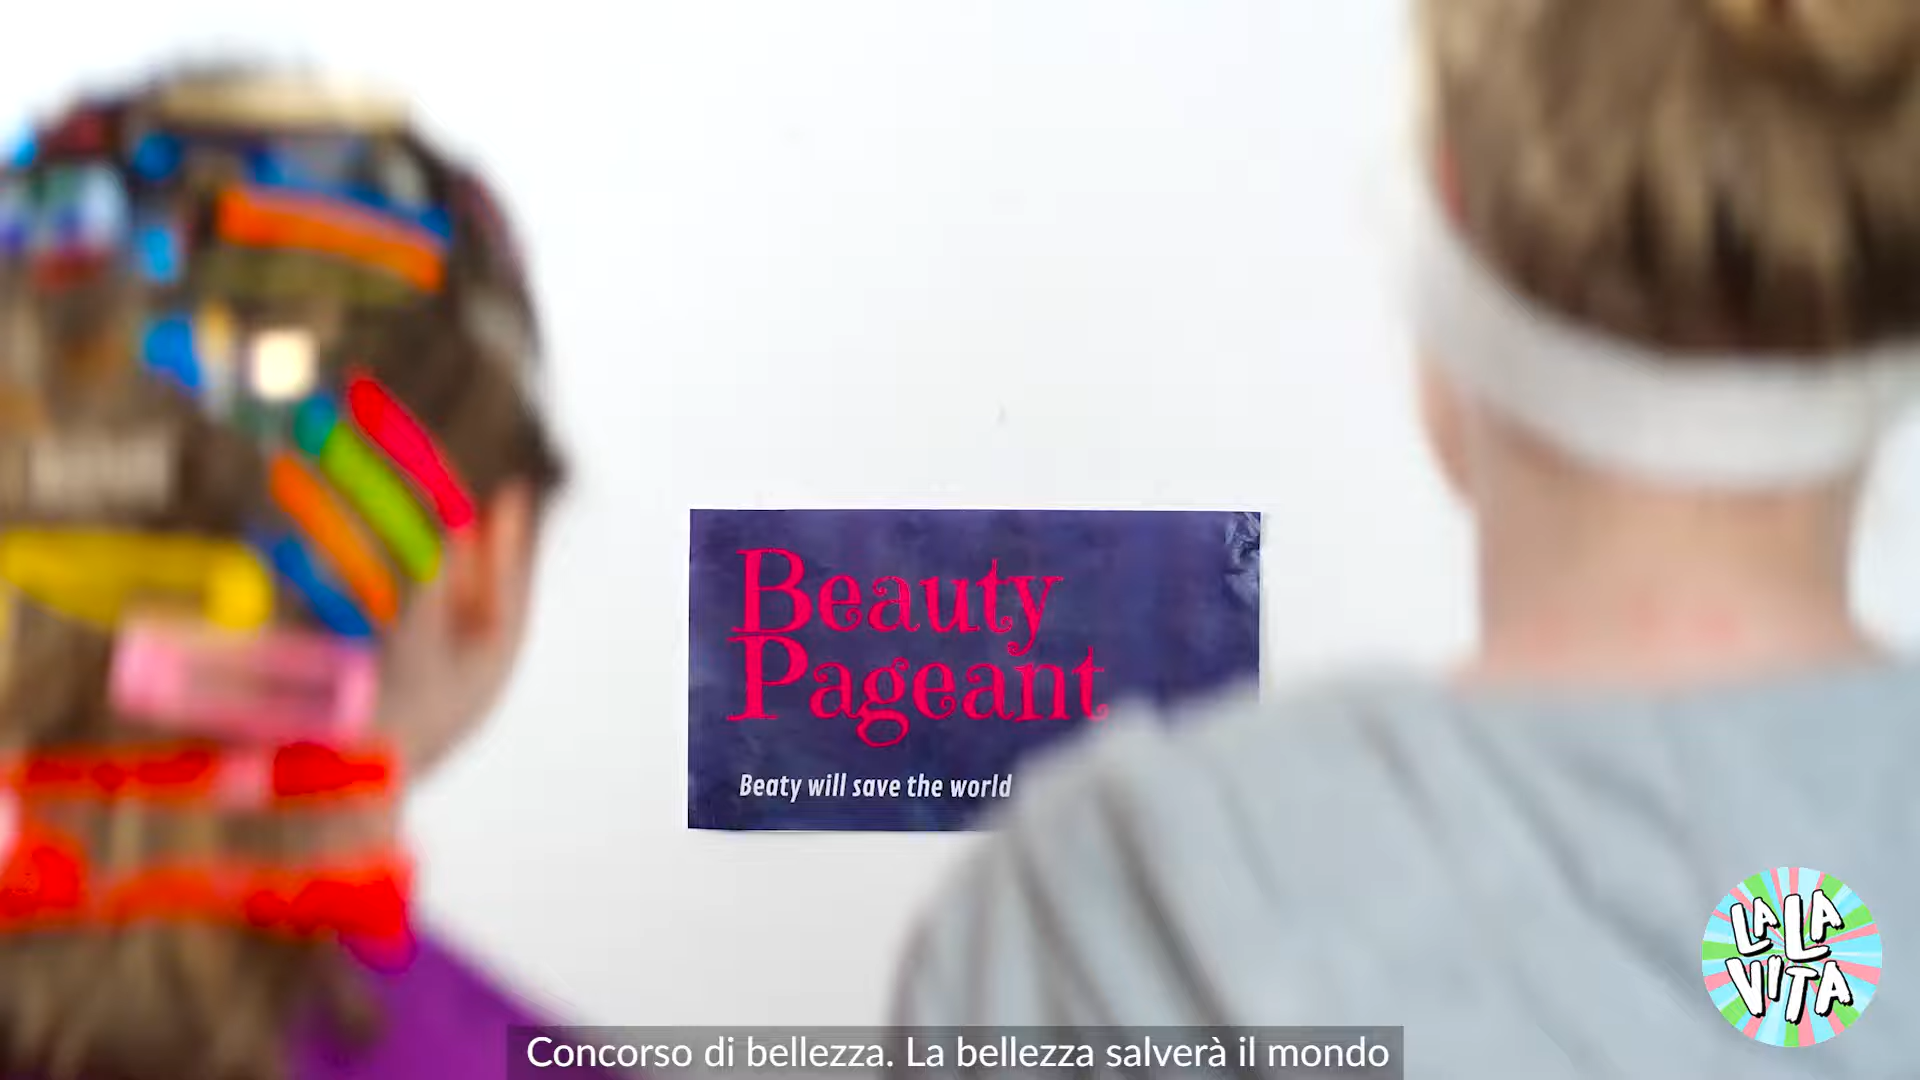 Beauty
Pageant
Beaty will save the world
LA LA
VITA
Concorso di bellezza. La bellezza salverà il mondo